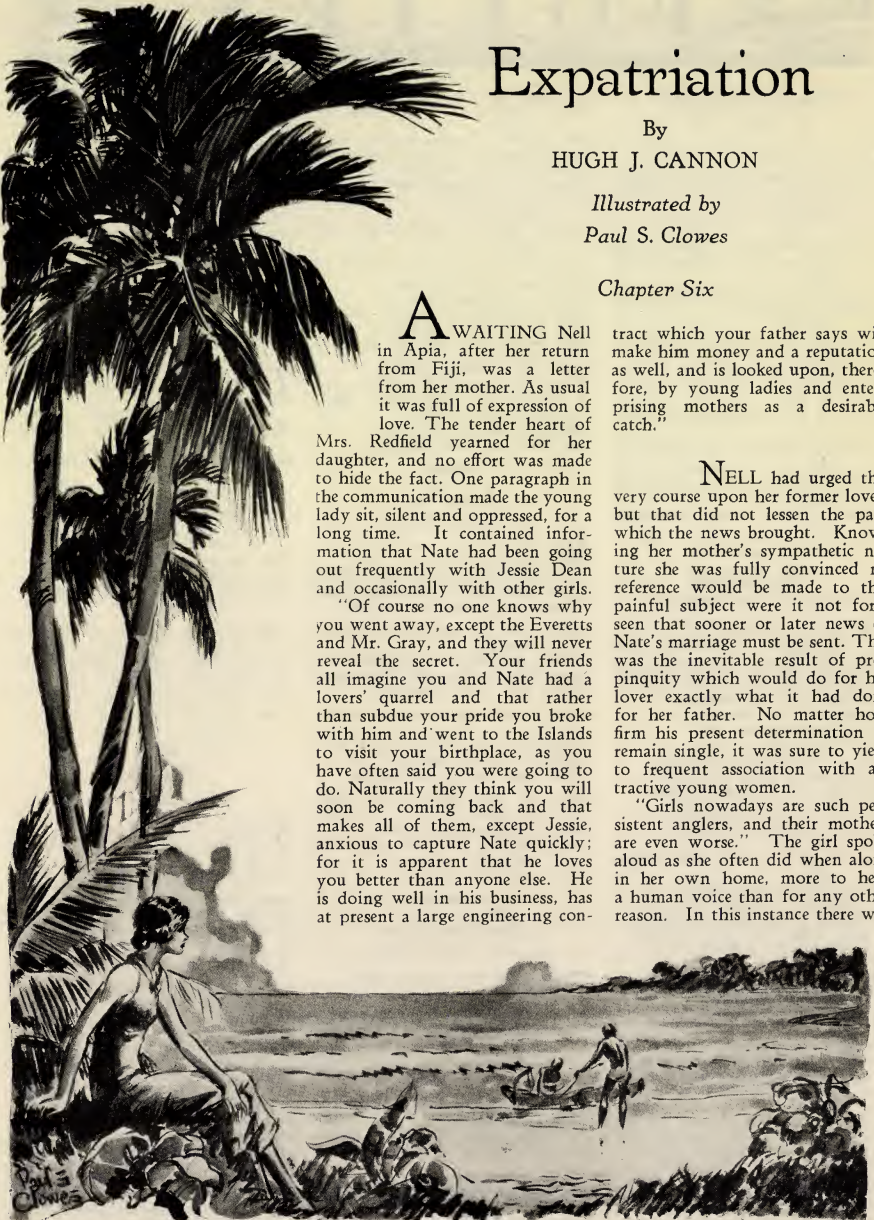 Expatriation
By
HUGH J. CANNON
Illustrated by
Paul S. Clowes
Chapter Six
AWAITING Nell
in Apia, after her return
from Fiji, was a letter
from her mother. As usual
it was full of expression of
love. The tender heart of
Mrs. Redfield yearned for her
daughter, and no effort was made
to hide the fact. One paragraph in
the communication made the young
lady sit, silent and oppressed, for a
long time. It contained infor-
mation that Nate had been going
out frequently with Jessie Dean
and occasionally with other girls.
"Of course no one knows why
you went away, except the Everetts
and Mr. Gray, and they will never
reveal the secret. Your friends
all imagine you and Nate had a
lovers' quarrel and that rather
than subdue your pride you broke
with him and went to the Islands
to visit your birthplace, as you
have often said you were going to
do. Naturally they think you will
soon be coming back and that
makes all of them, except Jessie,
anxious to capture Nate quickly;
for it is apparent that he loves
you better than anyone else. He
is doing well in his business, has
at present a large engineering con-
tract which your father says wi
make him money and a reputatio
as well, and is looked upon, ther
fore, by young ladies and ente
prising mothers as a desirab
catch."
NELL had urged th
very course upon her former love
but that did not lessen the pa
which the news brought. Know
ing her mother's sympathetic n
ture she was fully convinced n
reference would be made to th
painful subject were it not for
seen that sooner or later news
Nate's marriage must be sent. Th
was the inevitable result of pr
pinquity which would do for h
lover exactly what it had do
for her father. No matter ho
firm his present determination
remain single, it was sure to yie
to frequent association with a
tractive young women.
"Girls nowadays are such pe
sistent anglers, and their mothe
are even worse." The girl spo
aloud as she often did when alo
in her own home, more to he
a human voice than for any oth
reason. In this instance there w
Paul S
Clowes